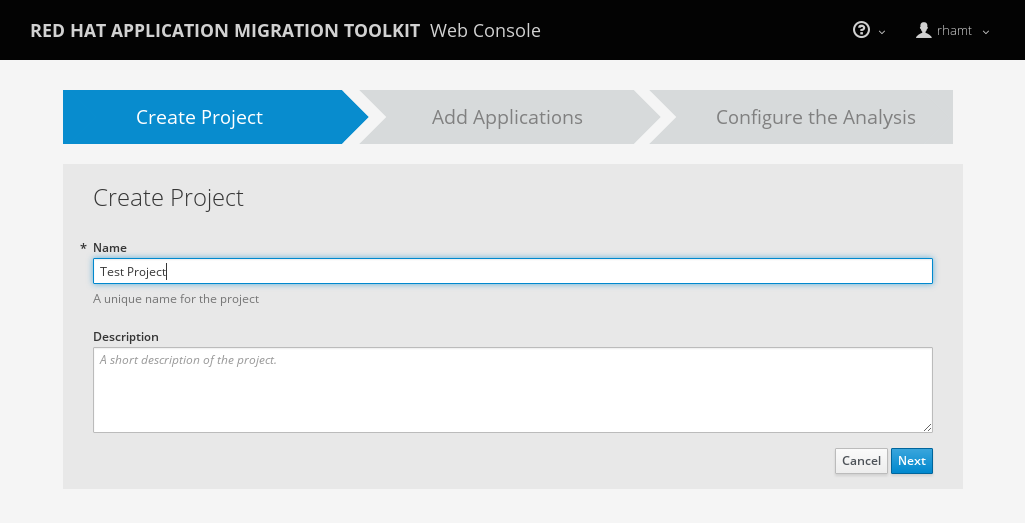 RED HAT APPLICATION MIGRATION TOOLKIT Web Console
rhamt
Create Project
Add Applications
Configure the Analysis
Create Project
* Name
Test Project
A unique name for the project
Description
A short description of the project.
Cancel
Next